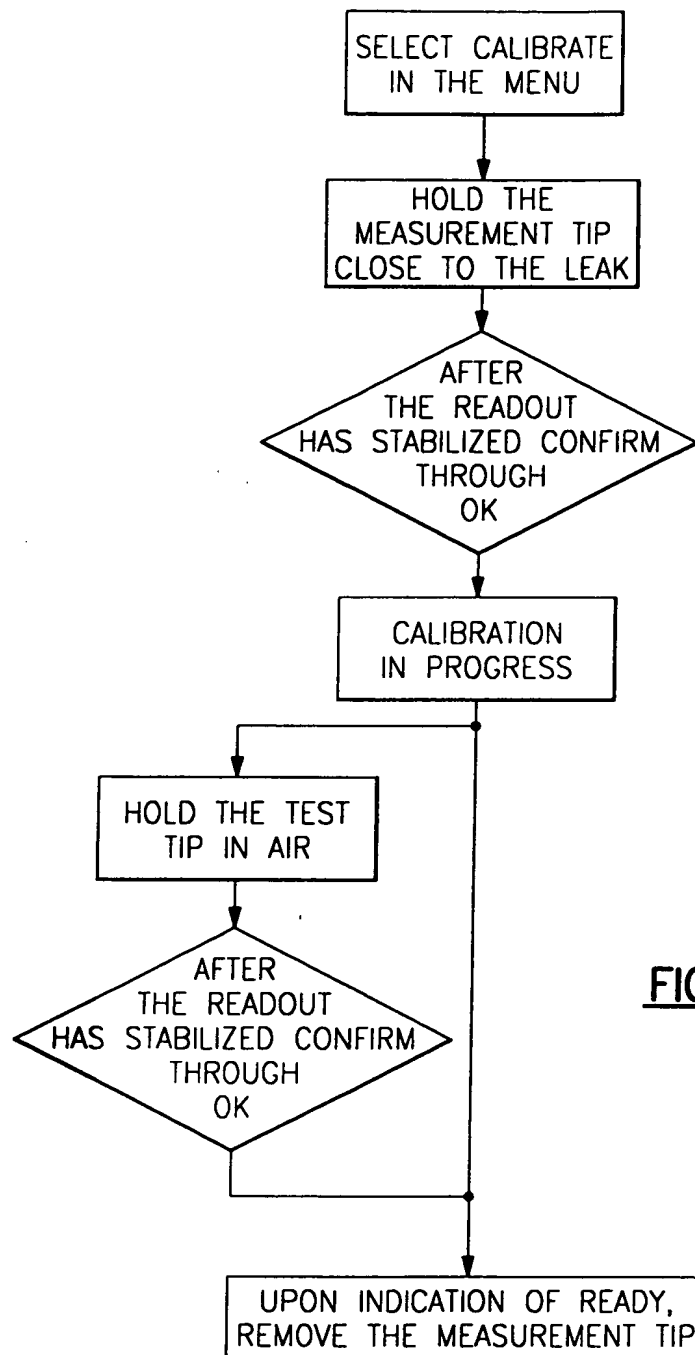 SELECT CALIBRATE
IN THE MENU
HOLD THE
MEASUREMENT TIP
CLOSE TO THE LEAK
AFTER
THE READOUT
HAS STABILIZED CONFIRM
THROUGH
OK
CALIBRATION
IN PROGRESS
HOLD THE TEST
TIP IN AIR
AFTER
THE READOUT
HAS STABILIZED CONFIRM
THROUGH
OK
FIG
UPON INDICATION OF READY,
REMOVE THE MEASUREMENT TIP